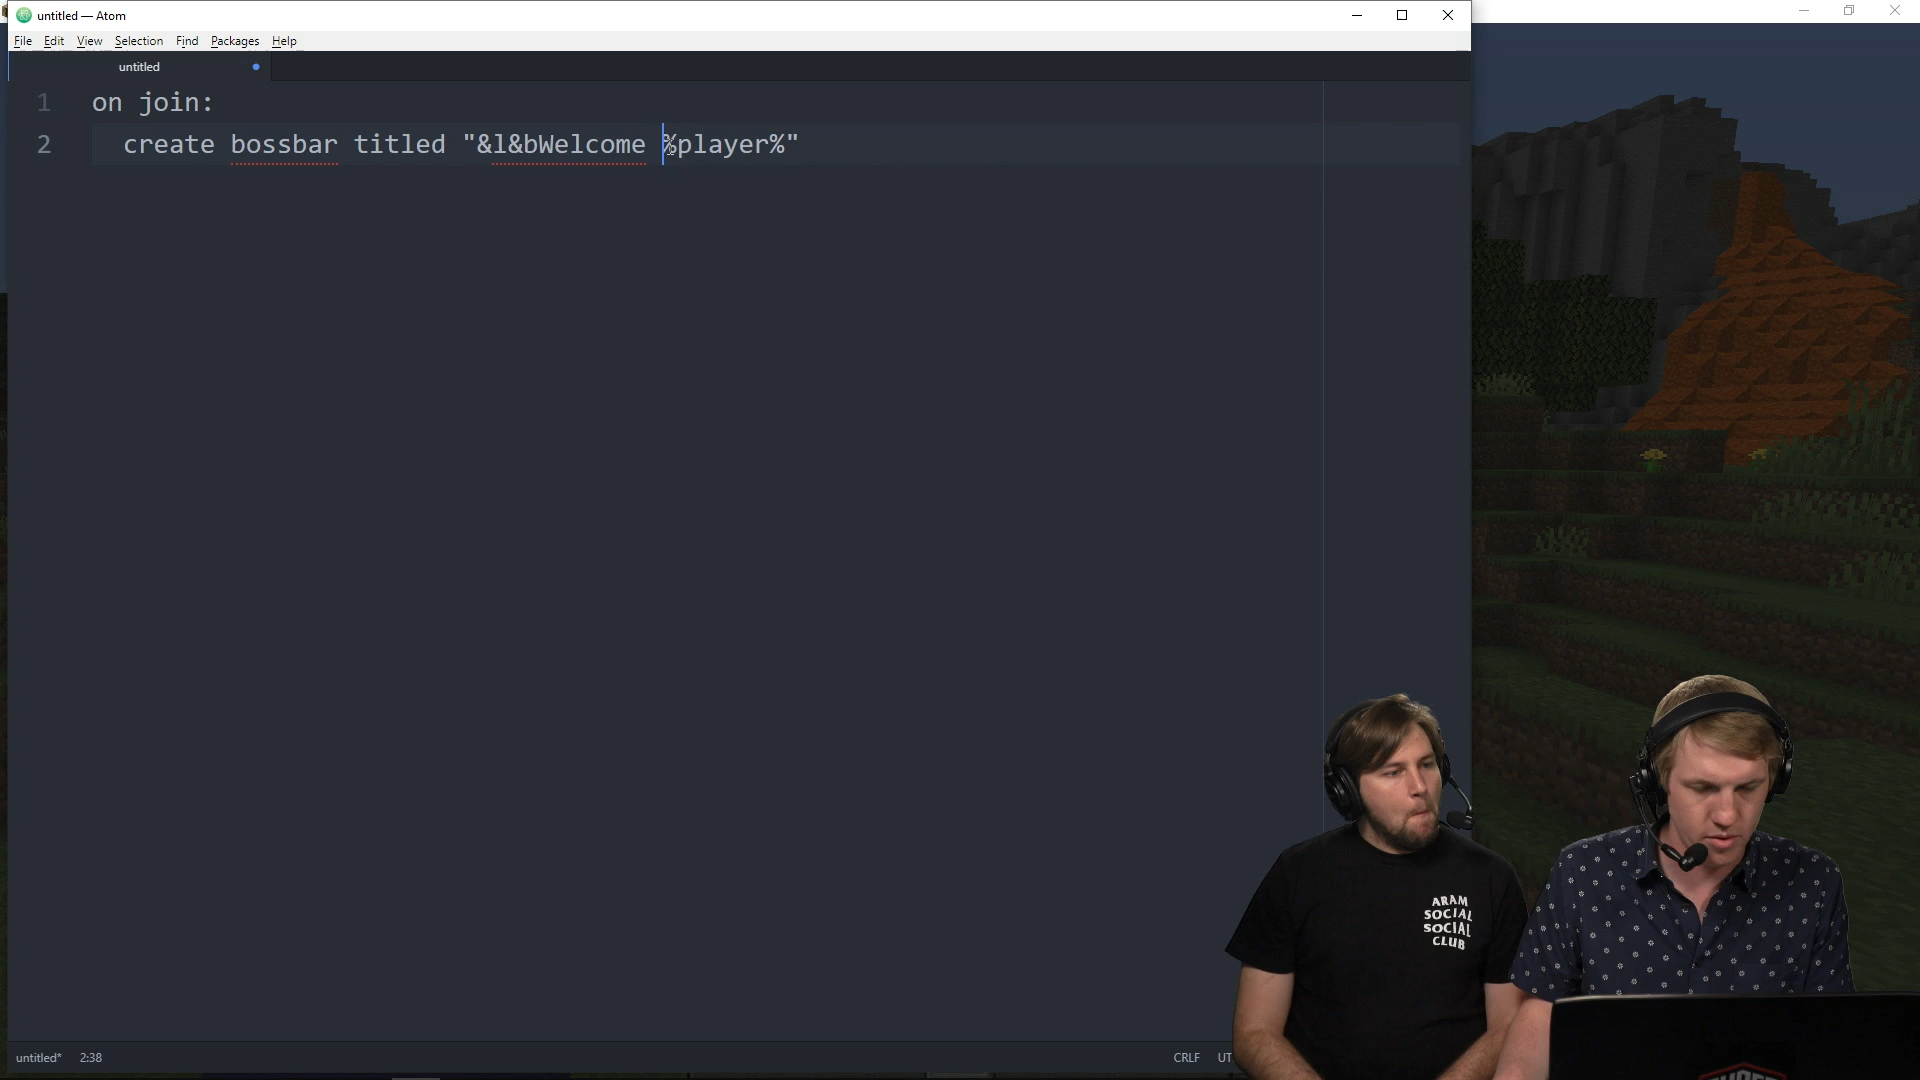 untitled — Atom
File Edit View Selection Find Packages Help
untitled
1 on join:
2 create bossbar titled "&l&bWelcome %player%"
ARAM
SOCIAL
SOCIAL
CLUB
untitled* 2:38 CRLF UT